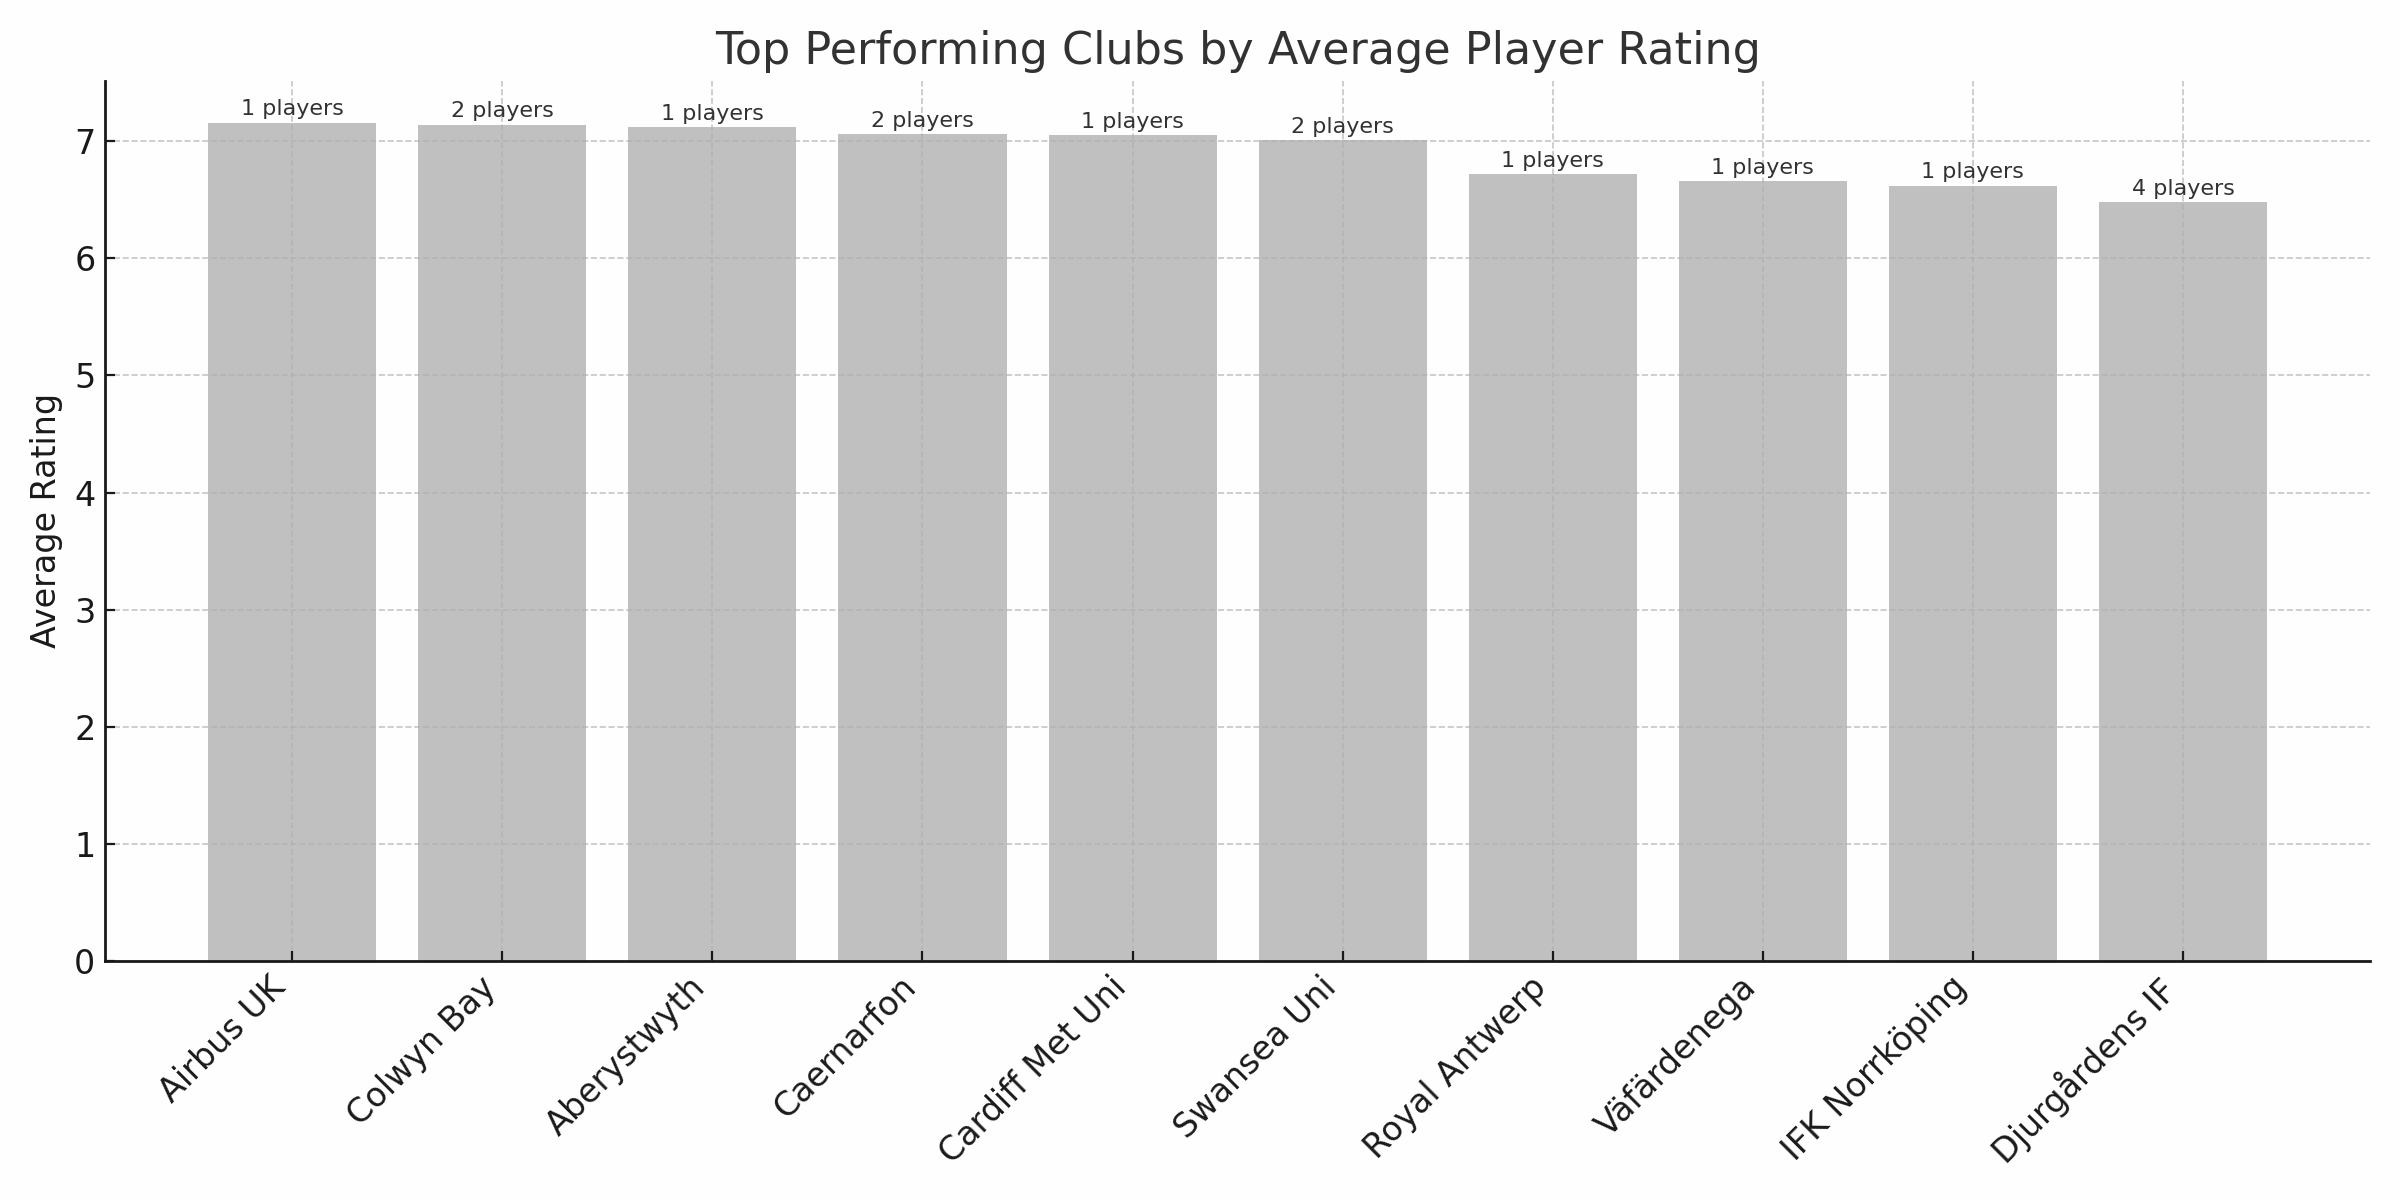 Top Performing Clubs by Average Player Rating
1 players
2 players
1 players
2 players
1 players
2 players
1 players
1 players
1 players
4 players
Average Rating
7
6
5
4
3
2
1
0
Airbus UK
Colwyn Bay
Aberystwyth
Caernarfon
Cardiff Met Uni
Swansea Uni
Royal Antwerp
Väfärdenega
IFK Norrköping
Djurgårdens IF